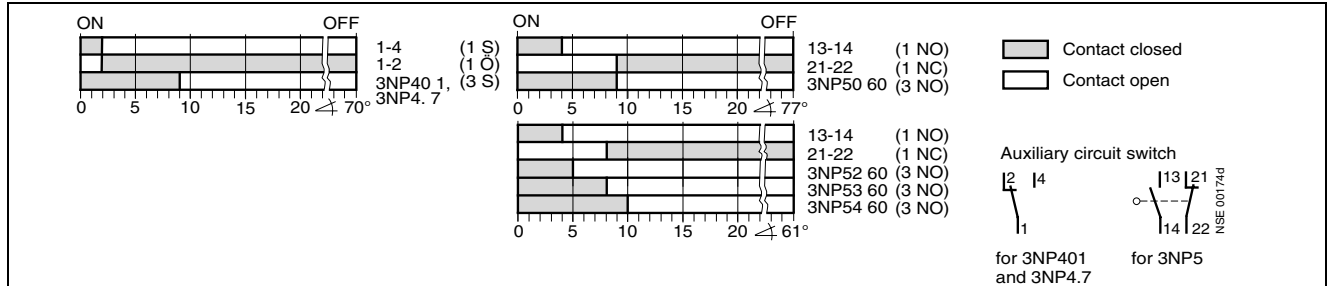 ON OFF
1-4 (1 S)
1-2 (1 Ö)
3NP40 1, (3 S)
3NP4. 7
0 5 10 15 20 ∡ 70°
ON OFF
13-14 (1 NO)
21-22 (1 NC)
3NP50 60 (3 NO)
0 5 10 15 20 ∡ 77°
13-14 (1 NO)
21-22 (1 NC)
3NP52 60 (3 NO)
3NP53 60 (3 NO)
3NP54 60 (3 NO)
0 5 10 15 20 ∡ 61°
Contact closed
Contact open
Auxiliary circuit switch
2 4
1
for 3NP401
and 3NP4.7
13 21
14 22
for 3NP5
NSE 00174d